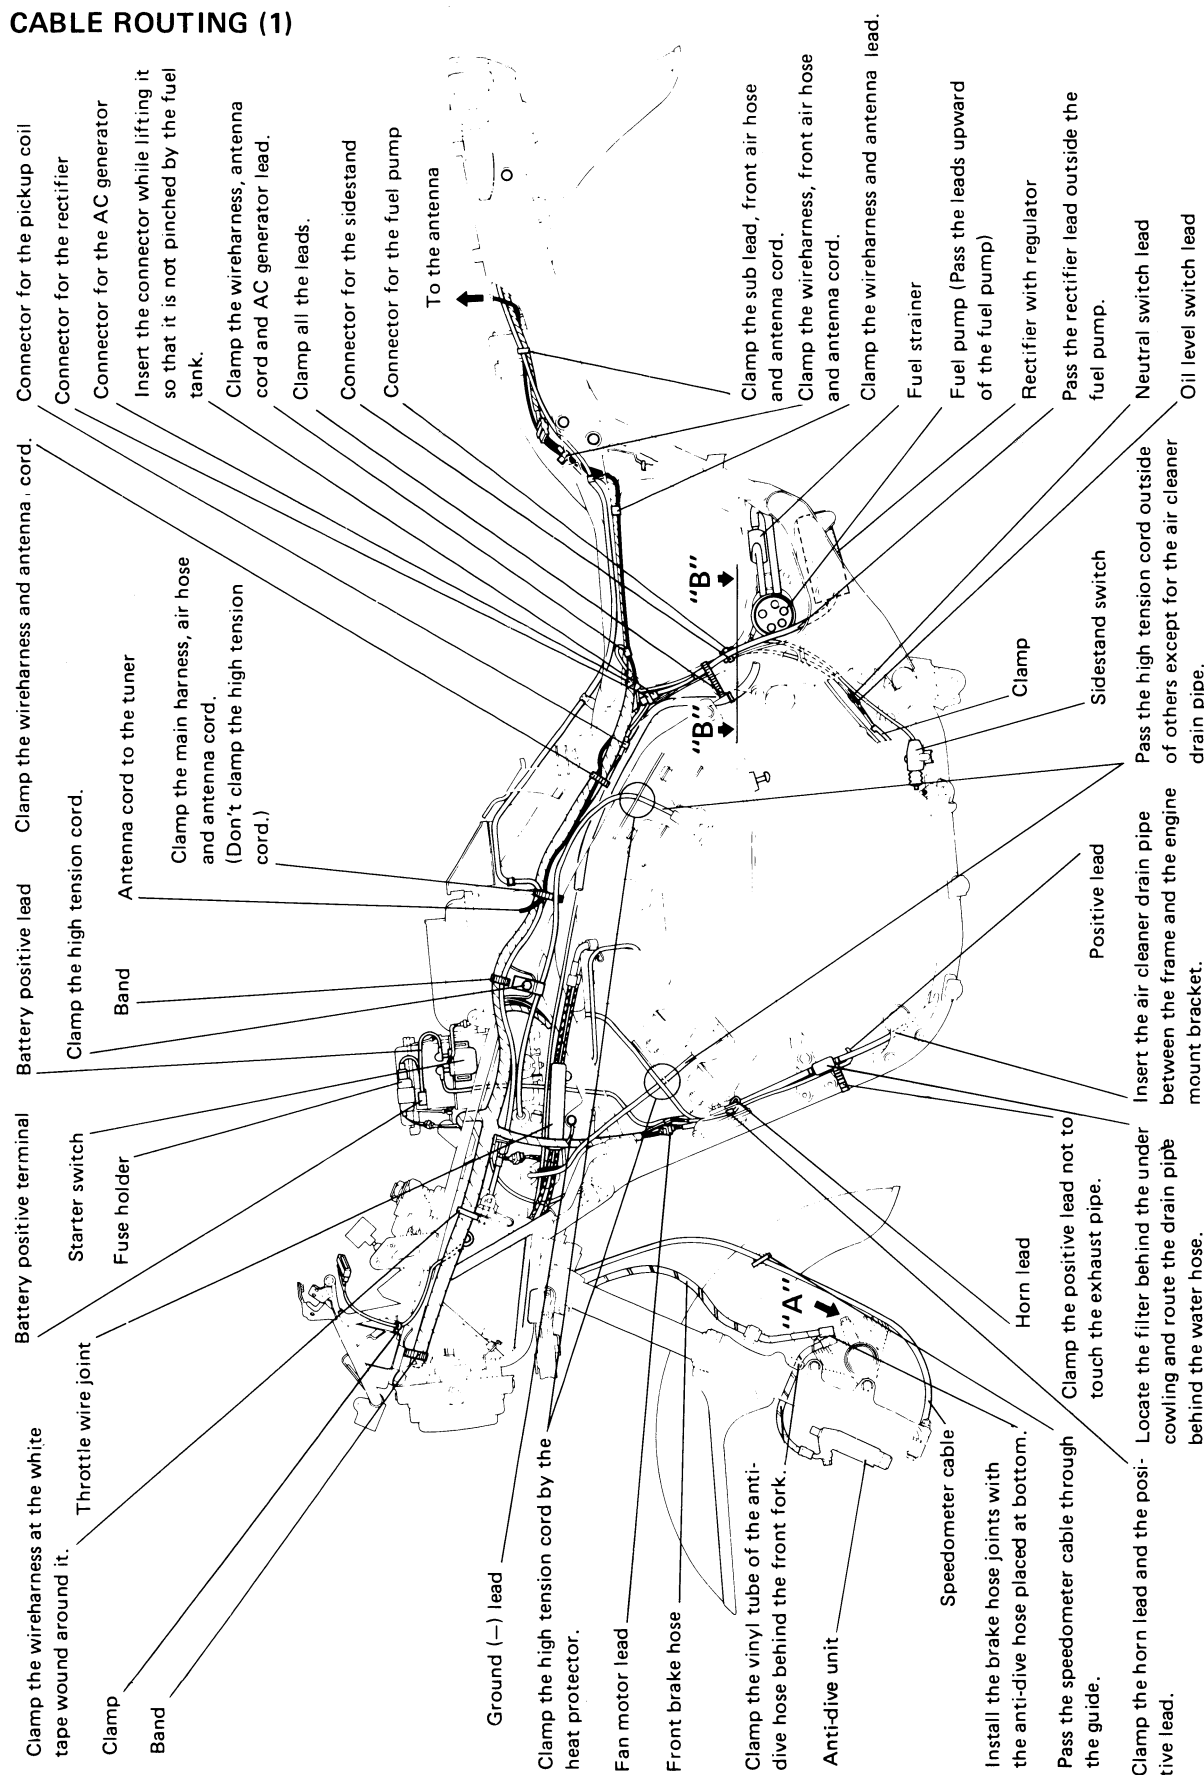 CABLE ROUTING (1)
Connector for the pickup coil
Connector for the rectifier
Connector for the AC generator
Insert the connector while lifting it
so that it is not pinched by the fuel
tank.
Clamp the wireharness, antenna
cord and AC generator lead.
Clamp all the leads.
Connector for the sidestand
Connector for the fuel pump
To the antenna
Clamp the sub lead, front air hose
and antenna cord.
Clamp the wireharness, front air hose
and antenna cord.
Clamp the wireharness and antenna lead.
Fuel strainer
Fuel pump (Pass the leads upward
of the fuel pump)
Rectifier with regulator
Pass the rectifier lead outside the
fuel pump.
Neutral switch lead
Oil level switch lead
Clamp the wireharness and antenna cord.
Antenna cord to the tuner
Clamp the main harness, air hose
and antenna cord.
(Don't clamp the high tension
cord.)
"B"
"B"
Clamp
Sidestand switch
Pass the high tension cord outside
of others except for the air cleaner
drain pipe.
Battery positive lead
Clamp the high tension cord.
Band
Positive lead
Insert the air cleaner drain pipe
between the frame and the engine
mount bracket.
Battery positive terminal
Starter switch
Fuse holder
Throttle wire joint
"A"
Horn lead
Clamp the positive lead not to
touch the exhaust pipe.
Locate the filter behind the under
cowling and route the drain pipe
behind the water hose.
Clamp the wireharness at the white
tape wound around it.
Clamp
Band
Ground (–) lead
Clamp the high tension cord by the
heat protector.
Fan motor lead
Front brake hose
Clamp the vinyl tube of the anti-
dive hose behind the front fork.
Anti-dive unit
Speedometer cable
Install the brake hose joints with
the anti-dive hose placed at bottom.
Pass the speedometer cable through
the guide.
Clamp the horn lead and the posi-
tive lead.